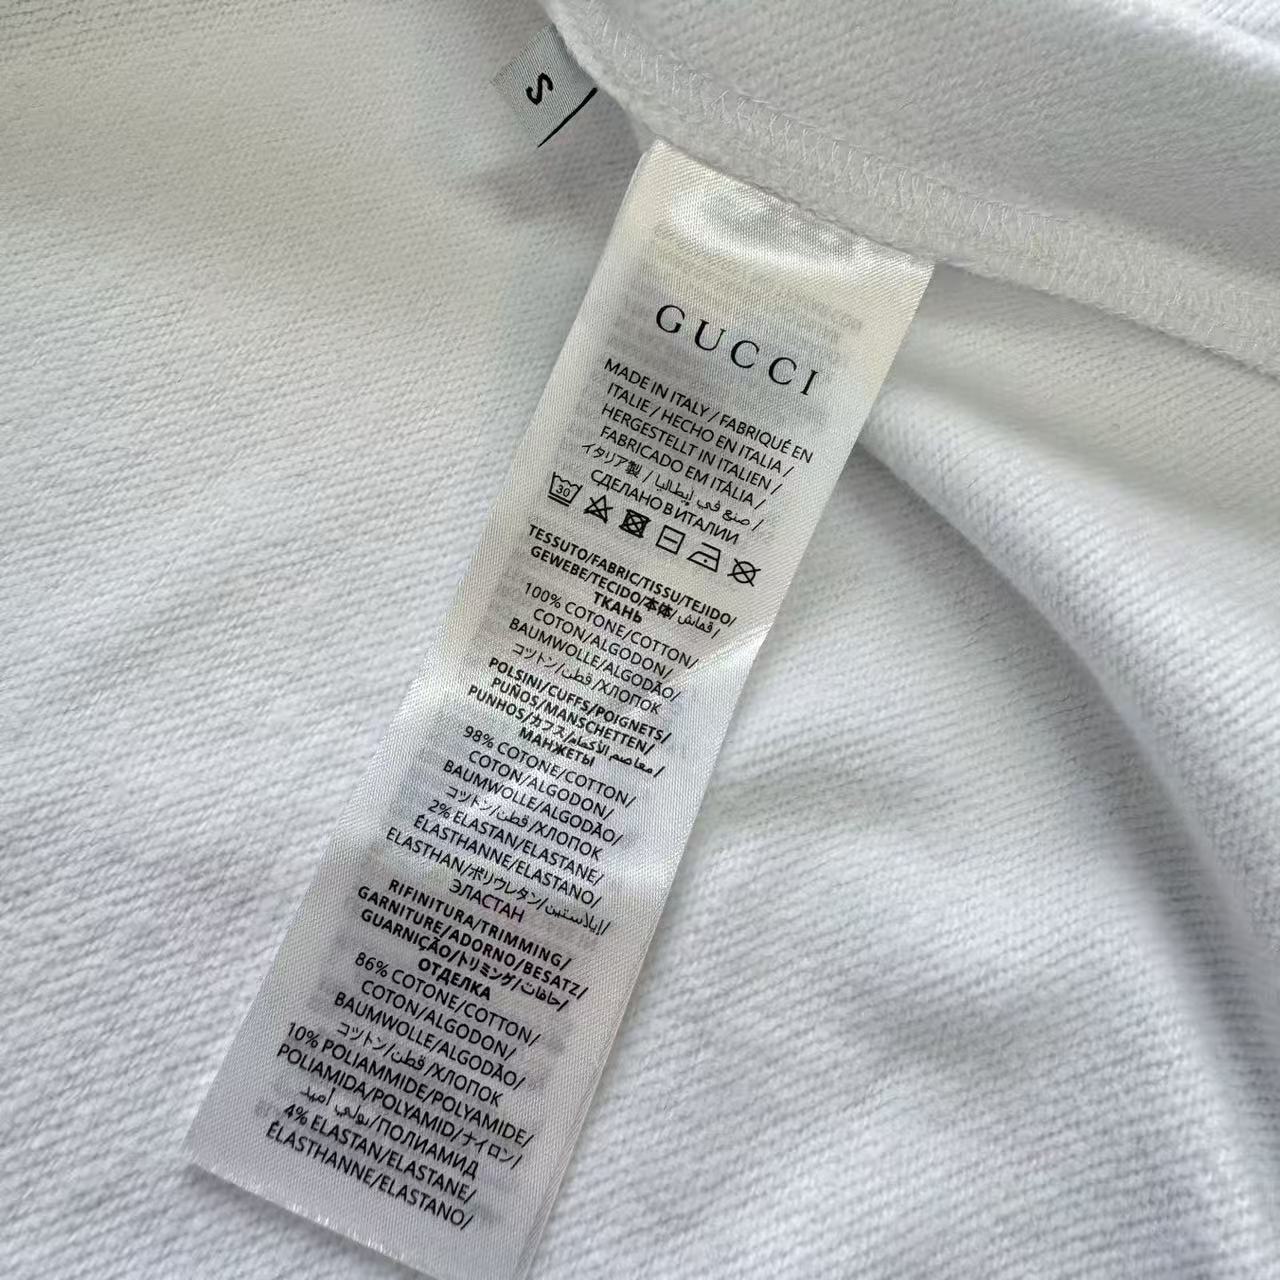 S
GUCCI
MADE IN ITALY / FABRIQUÉ EN
ITALIE / HECHO EN ITALIA /
HERGESTELLT IN ITALIEN /
FABRICADO EM ITÁLIA /
イタリア製 / صنع في إيطاليا /
СДЕЛАНО В ИТАЛИИ
30
TESSUTO/FABRIC/TISSU/TEJIDO/
GEWEBE/TECIDO/本体/قماش/
ТКАНЬ
100% COTONE/COTTON/
COTON/ALGODON/
BAUMWOLLE/ALGODÃO/
コットン/قطن/ХЛОПОК
POLSINI/CUFFS/POIGNETS/
PUÑOS/MANSCHETTEN/
PUNHOS/カフス/معاصم الأكمام/
МАНЖЕТЫ
98% COTONE/COTTON/
COTON/ALGODON/
BAUMWOLLE/ALGODÃO/
コットン/قطن/ХЛОПОК
2% ELASTAN/ELASTANE/
ÉLASTHANNE/ELASTANO/
ELASTHAN/ポリウレタン/إيلاستين/
ЭЛАСТАН
RIFINITURA/TRIMMING/
GARNITURE/ADORNO/BESATZ/
GUARNIÇÃO/トリミング/حافات/
ОТДЕЛКА
86% COTONE/COTTON/
COTON/ALGODON/
BAUMWOLLE/ALGODÃO/
コットン/قطن/ХЛОПОК
10% POLIAMMIDE/POLYAMIDE/
POLIAMIDA/POLYAMID/ナイロン/
بولي أميد/ПОЛИАМИД
4% ELASTAN/ELASTANE/
ÉLASTHANNE/ELASTANO/